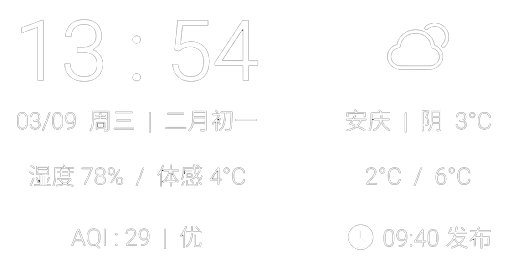 13 : 54
03/09 周三 | 二月初一
湿度 78% / 体感 4°C
AQI : 29 | 优
安庆 | 阴 3°C
2°C / 6°C
09:40 发布